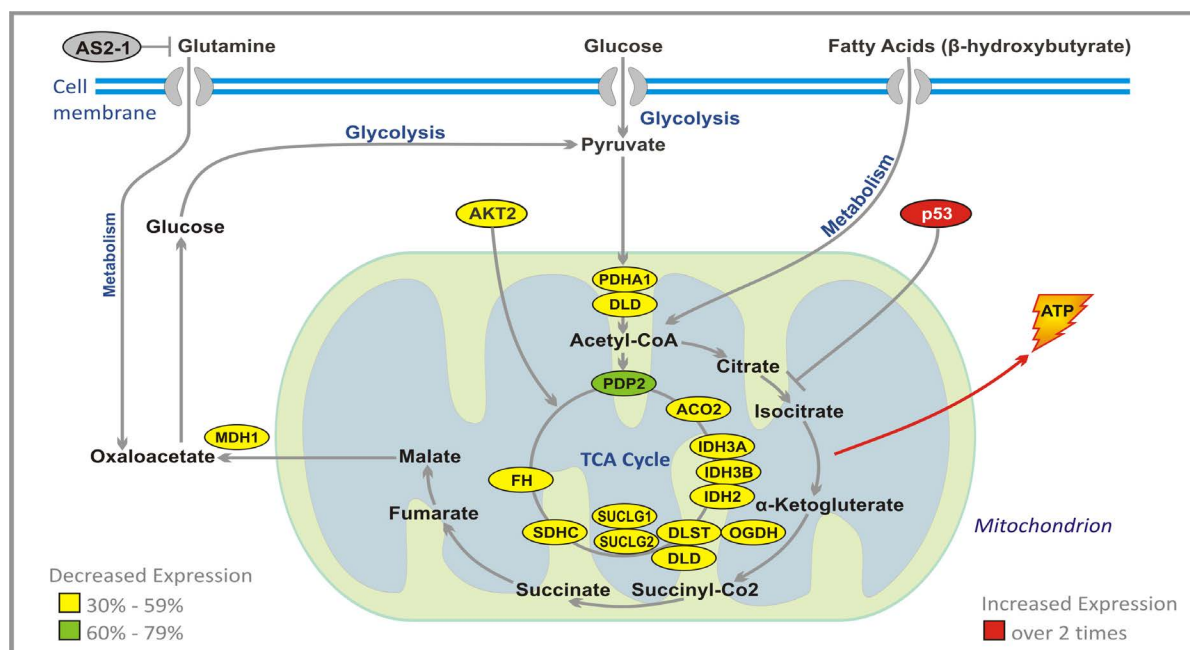 AS2-1
Glutamine
Glucose
Fatty Acids (β-hydroxybutyrate)
Cell
membrane
Glycolysis
Glycolysis
Pyruvate
Metabolism
Metabolism
Glucose
AKT2
p53
PDHA1
DLD
ATP
Acetyl-CoA
Citrate
PDP2
ACO2
Isocitrate
MDH1
Oxaloacetate
Malate
TCA Cycle
IDH3A
IDH3B
IDH2
FH
α-Ketogluterate
Fumarate
SUCLG1
SUCLG2
SDHC
DLST
OGDH
DLD
Mitochondrion
Succinate
Succinyl-Co2
Decreased Expression
30% - 59%
60% - 79%
Increased Expression
over 2 times